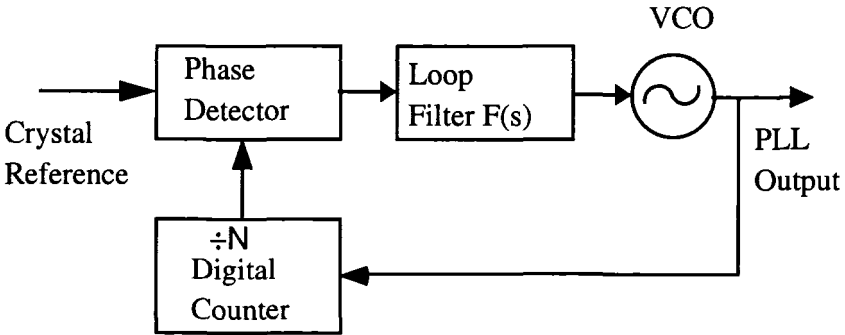 VCO
Phase
Detector
Loop
Filter F(s)
Crystal
Reference
PLL
Output
÷N
Digital
Counter